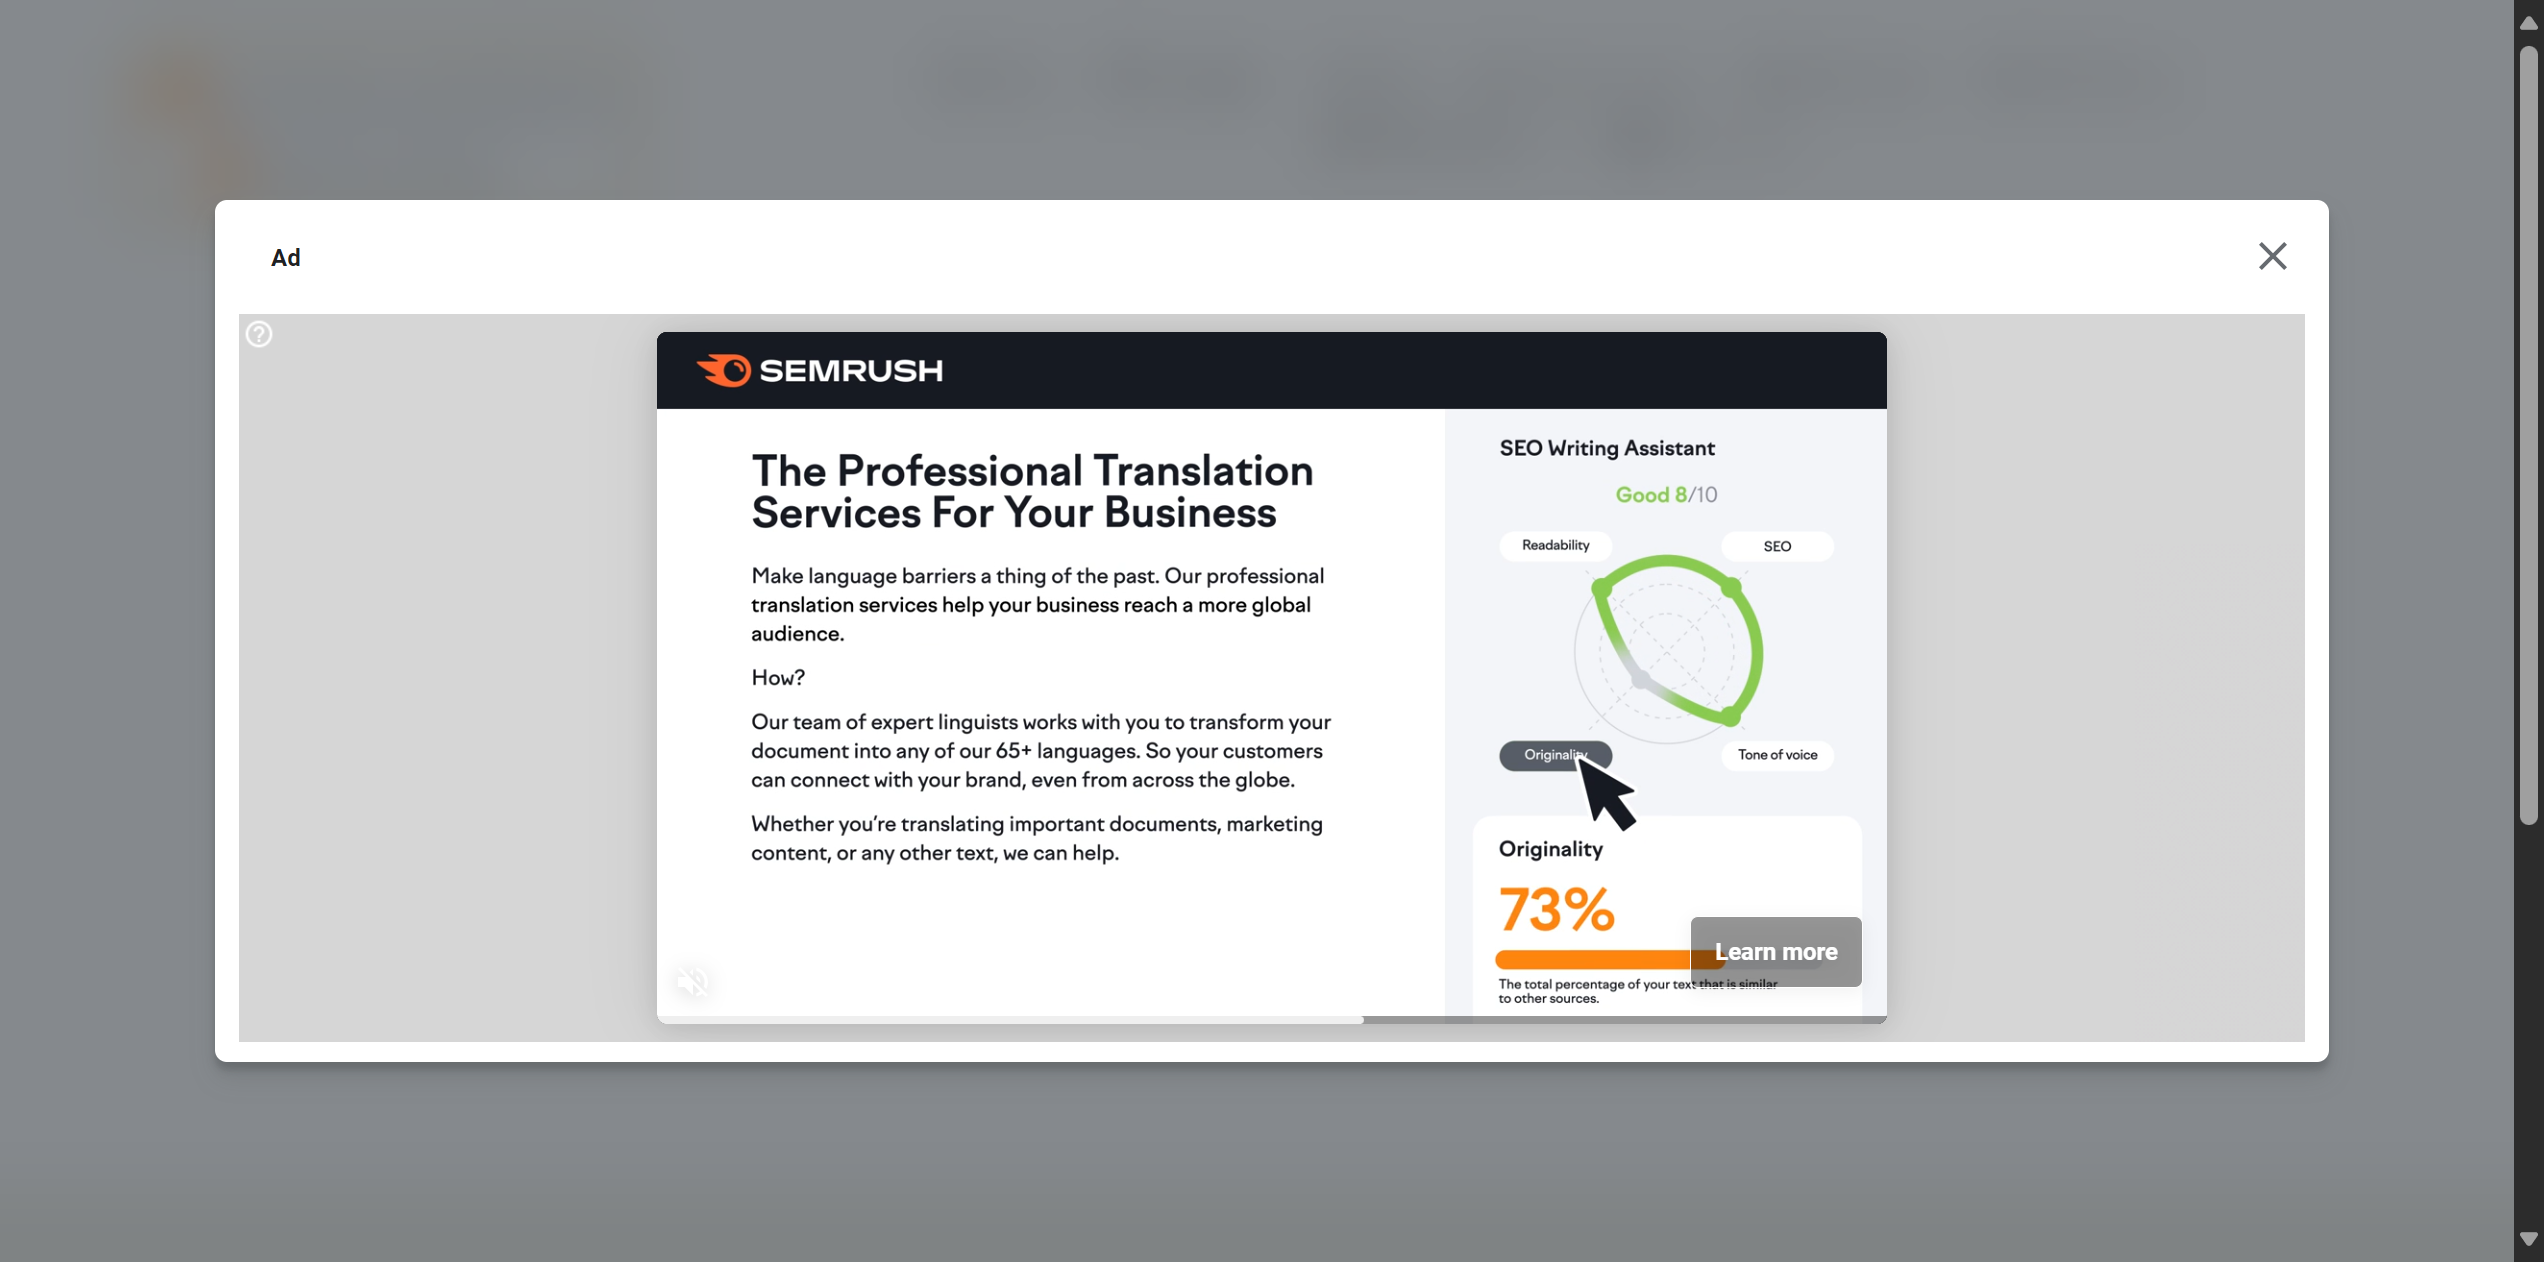 Ad
SEMRUSH
The Professional Translation
Services For Your Business
Make language barriers a thing of the past. Our professional
translation services help your business reach a more global
audience.
How?
Our team of expert linguists works with you to transform your
document into any of our 65+ languages. So your customers
can connect with your brand, even from across the globe.
Whether you're translating important documents, marketing
content, or any other text, we can help.
SEO Writing Assistant
Good 8/10
Readability
SEO
Originality
Tone of voice
Originality
73%
Learn more
The total percentage of your text that is similar
to other sources.